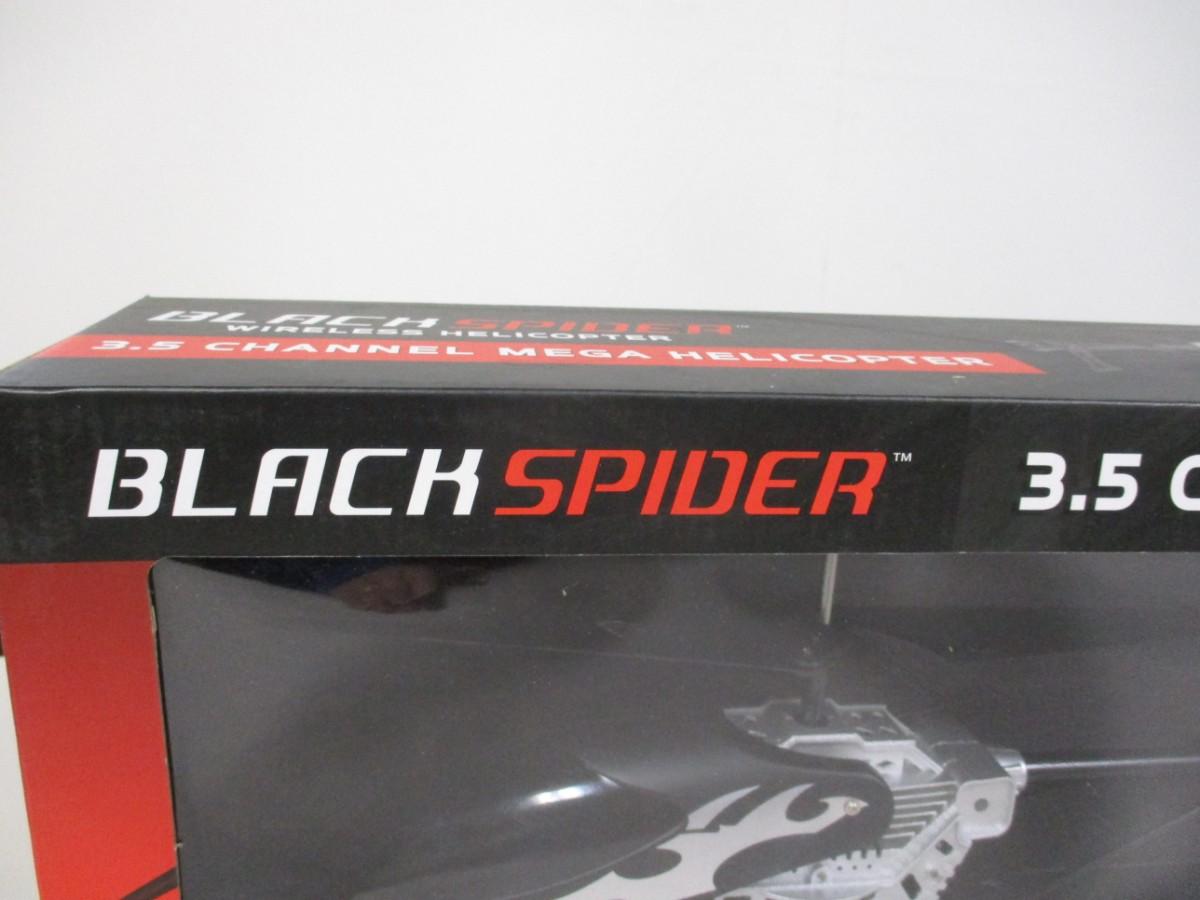 BLACK SPIDER™
WIRELESS HELICOPTER
3.5 CHANNEL MEGA HELICOPTER
BLACK SPIDER™ 3.5 C